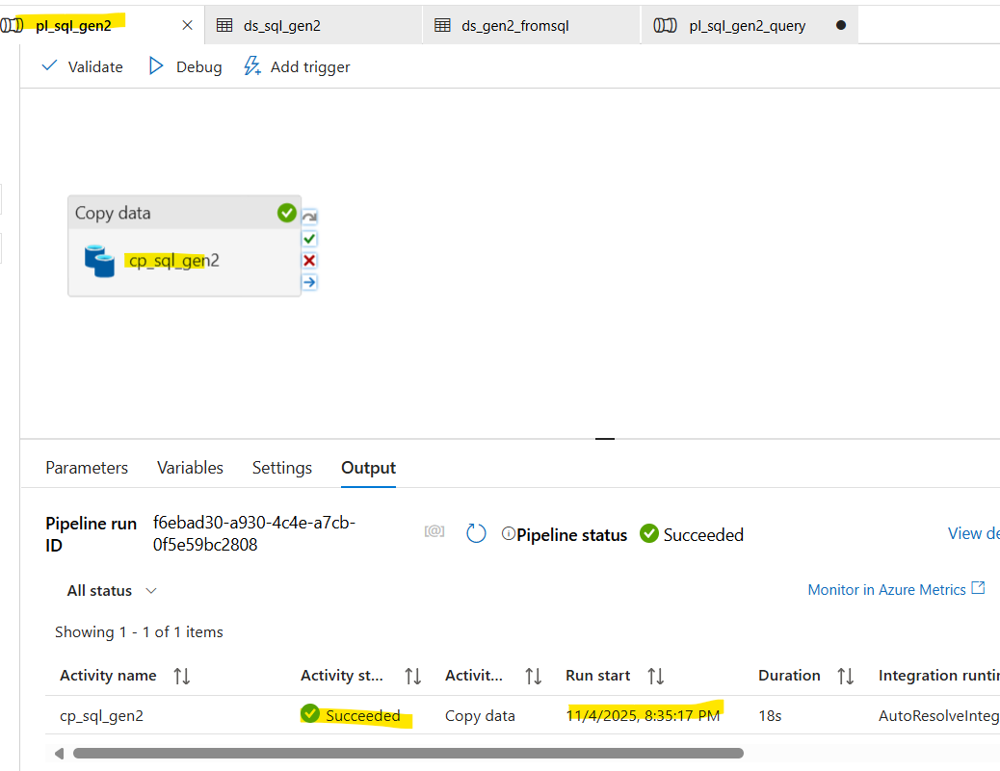 pl_sql_gen2 ds_sql_gen2 ds_gen2_fromsql pl_sql_gen2_query
Validate Debug Add trigger
Copy data
cp_sql_gen2
Parameters Variables Settings Output
Pipeline run ID f6ebad30-a930-4c4e-a7cb-0f5e59bc2808 [@] Pipeline status Succeeded View de
All status
Monitor in Azure Metrics
Showing 1 - 1 of 1 items
Activity name Activity st... Activit... Run start Duration Integration runtin
cp_sql_gen2 Succeeded Copy data 11/4/2025, 8:35:17 PM 18s AutoResolveInteg